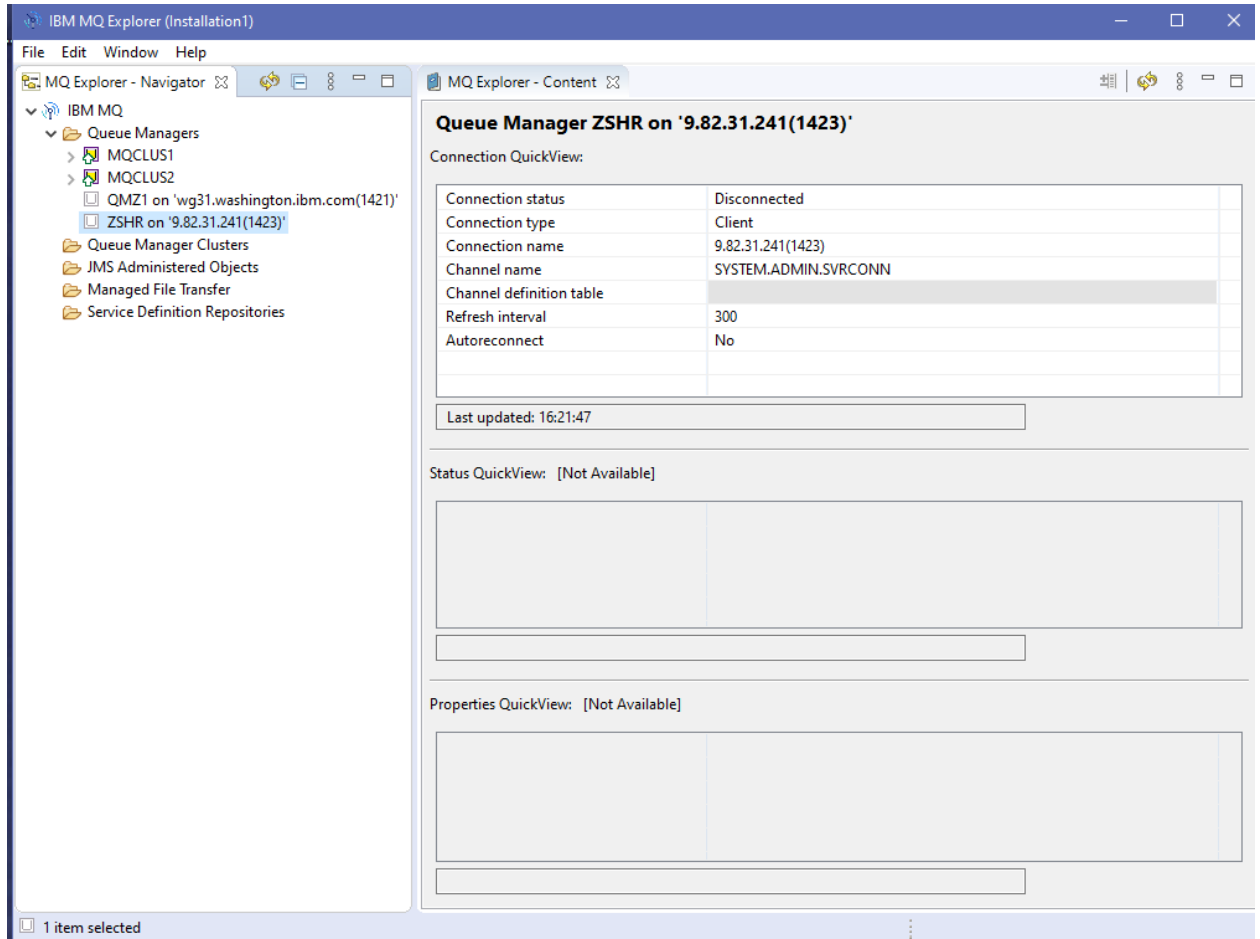 IBM MQ Explorer (Installation1)
File Edit Window Help
MQ Explorer - Navigator
IBM MQ
Queue Managers
MQCLUS1
MQCLUS2
QMZ1 on 'wg31.washington.ibm.com(1421)'
ZSHR on '9.82.31.241(1423)'
Queue Manager Clusters
JMS Administered Objects
Managed File Transfer
Service Definition Repositories
MQ Explorer - Content
Queue Manager ZSHR on '9.82.31.241(1423)'
Connection QuickView:
Connection status Disconnected
Connection type Client
Connection name 9.82.31.241(1423)
Channel name SYSTEM.ADMIN.SVRCONN
Channel definition table
Refresh interval 300
Autoreconnect No
Last updated: 16:21:47
Status QuickView: [Not Available]
Properties QuickView: [Not Available]
1 item selected